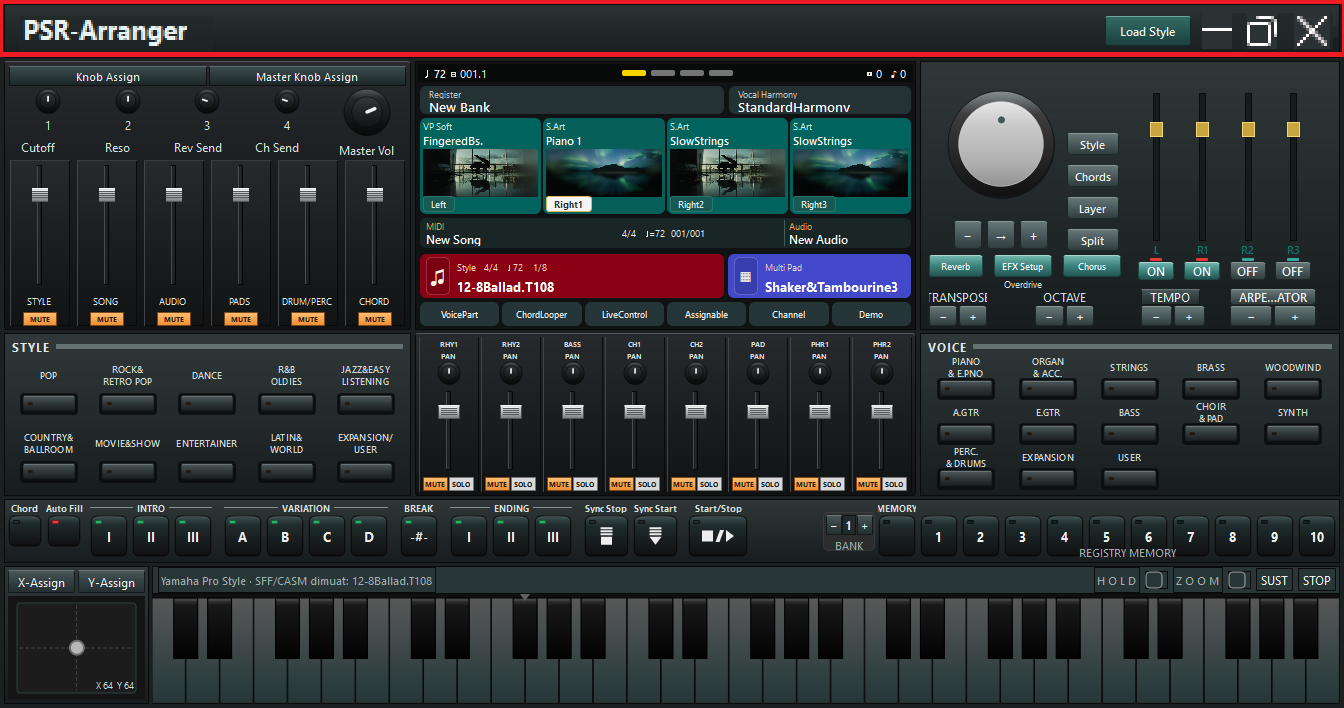 PSR-Arranger
Load Style
Knob Assign
Master Knob Assign
1
2
3
4
Cutoff
Reso
Rev Send
Ch Send
Master Vol
STYLE
SONG
AUDIO
PADS
DRUM/PERC
CHORD
MUTE
MUTE
MUTE
MUTE
MUTE
MUTE
♩ 72
001.1
0
♪ 0
Register
New Bank
Vocal Harmony
StandardHarmony
VP Soft
FingeredBs.
Left
S.Art
Piano 1
Right1
S.Art
SlowStrings
Right2
S.Art
SlowStrings
Right3
MIDI
New Song
4/4 ♩=72 001/001
Audio
New Audio
Style 4/4 ♩72 1/8
12-8Ballad.T108
Multi Pad
Shaker&Tambourine3
VoicePart
ChordLooper
LiveControl
Assignable
Channel
Demo
Style
Chords
Layer
Split
−
→
+
Reverb
EFX Setup
Chorus
Overdrive
L
R1
R2
R3
ON
ON
OFF
OFF
RANSPOSE
OCTAVE
TEMPO
ARPE...ATOR
− +
− +
− +
− +
STYLE
POP
ROCK&
RETRO POP
DANCE
R&B
OLDIES
JAZZ&EASY
LISTENING
COUNTRY&
BALLROOM
MOVIE&SHOW
ENTERTAINER
LATIN&
WORLD
EXPANSION/
USER
RHY1
RHY2
BASS
CH1
CH2
PAD
PHR1
PHR2
PAN
PAN
PAN
PAN
PAN
PAN
PAN
PAN
MUTE SOLO
MUTE SOLO
MUTE SOLO
MUTE SOLO
MUTE SOLO
MUTE SOLO
MUTE SOLO
MUTE SOLO
VOICE
PIANO
& E.PNO
ORGAN
& ACC.
STRINGS
BRASS
WOODWIND
A.GTR
E.GTR
BASS
CHOIR
& PAD
SYNTH
PERC.
& DRUMS
EXPANSION
USER
Chord
Auto Fill
INTRO
I
II
III
VARIATION
A
B
C
D
BREAK
-#-
ENDING
I
II
III
Sync Stop
Sync Start
Start/Stop
− 1 +
BANK
MEMORY
1
2
3
4
5
6
7
8
9
10
REGISTRY MEMORY
X-Assign
Y-Assign
Yamaha Pro Style · SFF/CASM dimuat: 12-8Ballad.T108
HOLD
ZOOM
SUST
STOP
X 64 Y 64